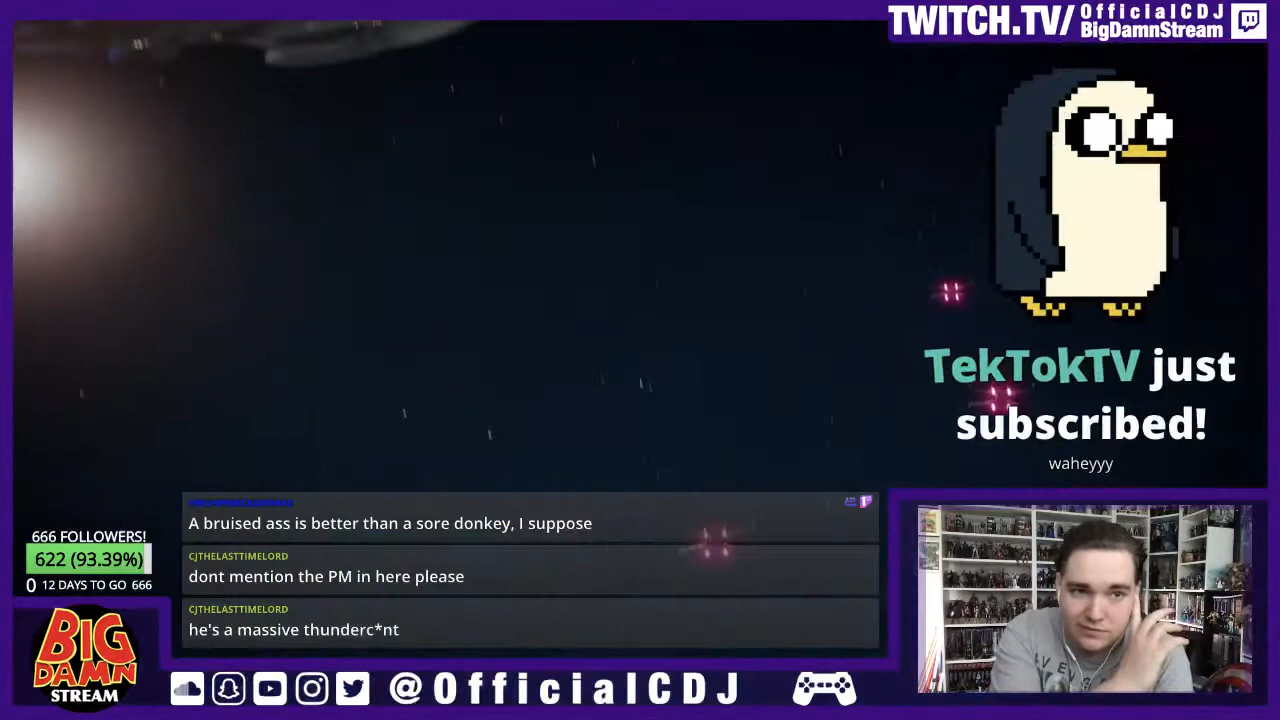 TWITCH.TV/
OfficialCDJ
BigDamnStream
TekTokTV just
subscribed!
waheyyy
A bruised ass is better than a sore donkey, I suppose
CJTHELASTTIMELORD
dont mention the PM in here please
CJTHELASTTIMELORD
he's a massive thunderc*nt
666 FOLLOWERS!
622 (93.39%)
0 12 DAYS TO GO 666
BIG
DAMN
STREAM
@OfficialCDJ